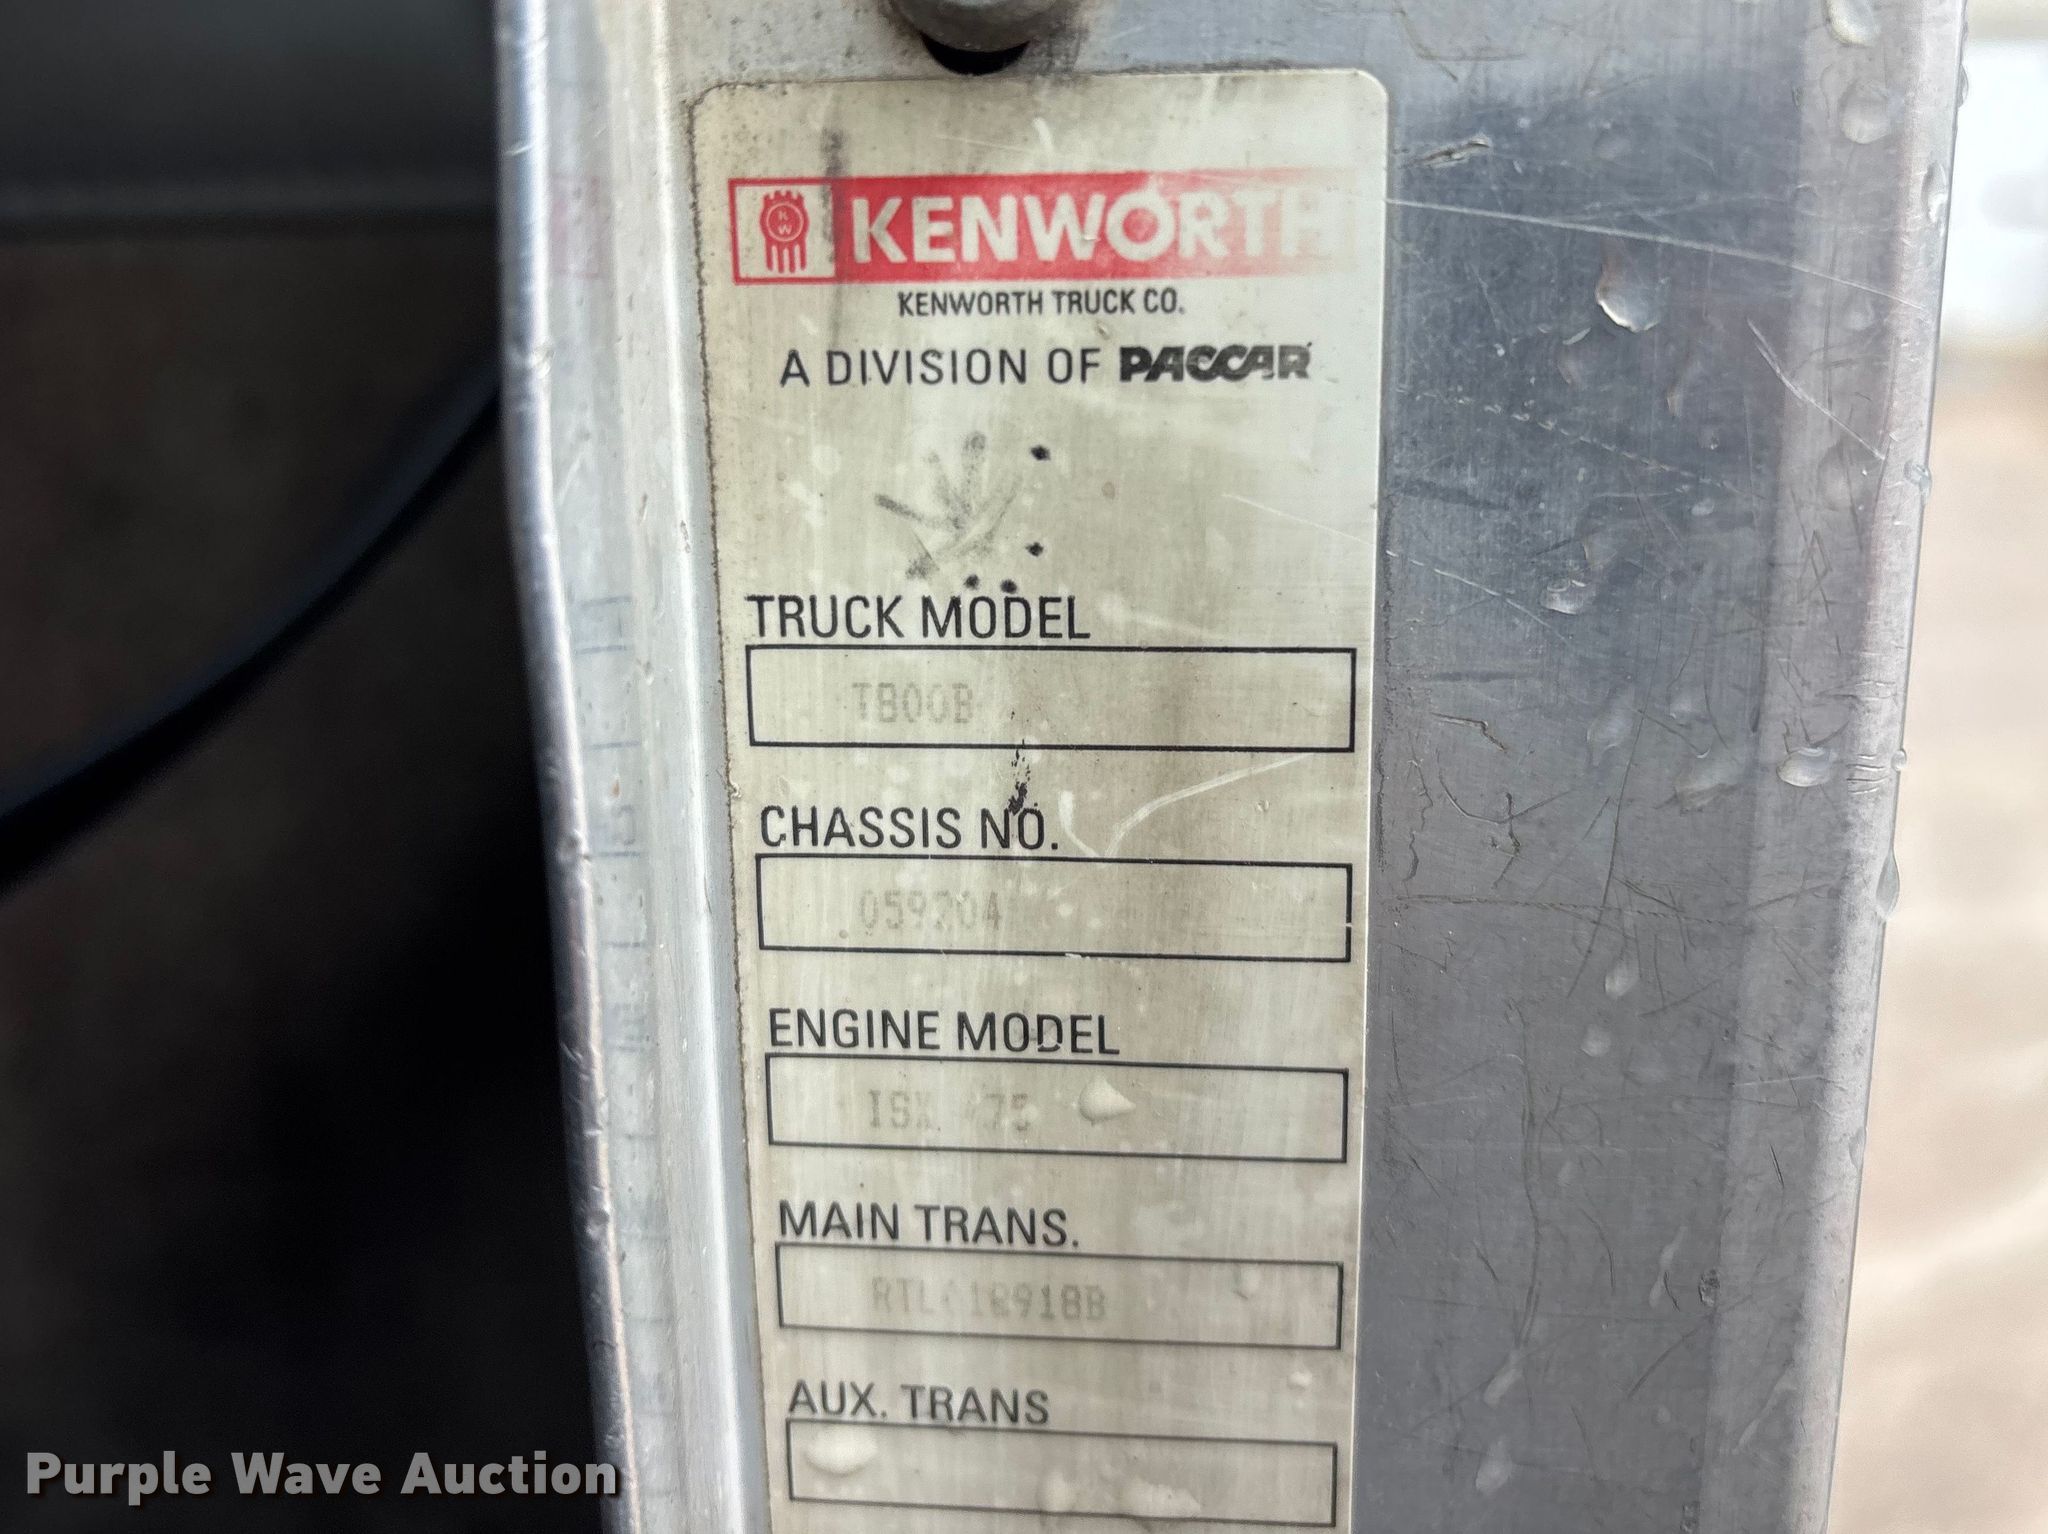 KENWORTH
KENWORTH TRUCK CO.
A DIVISION OF PACCAR
TRUCK MODEL
CHASSIS NO.
059204
ENGINE MODEL
75
MAIN TRANS.
AUX. TRANS
Purple Wave Auction